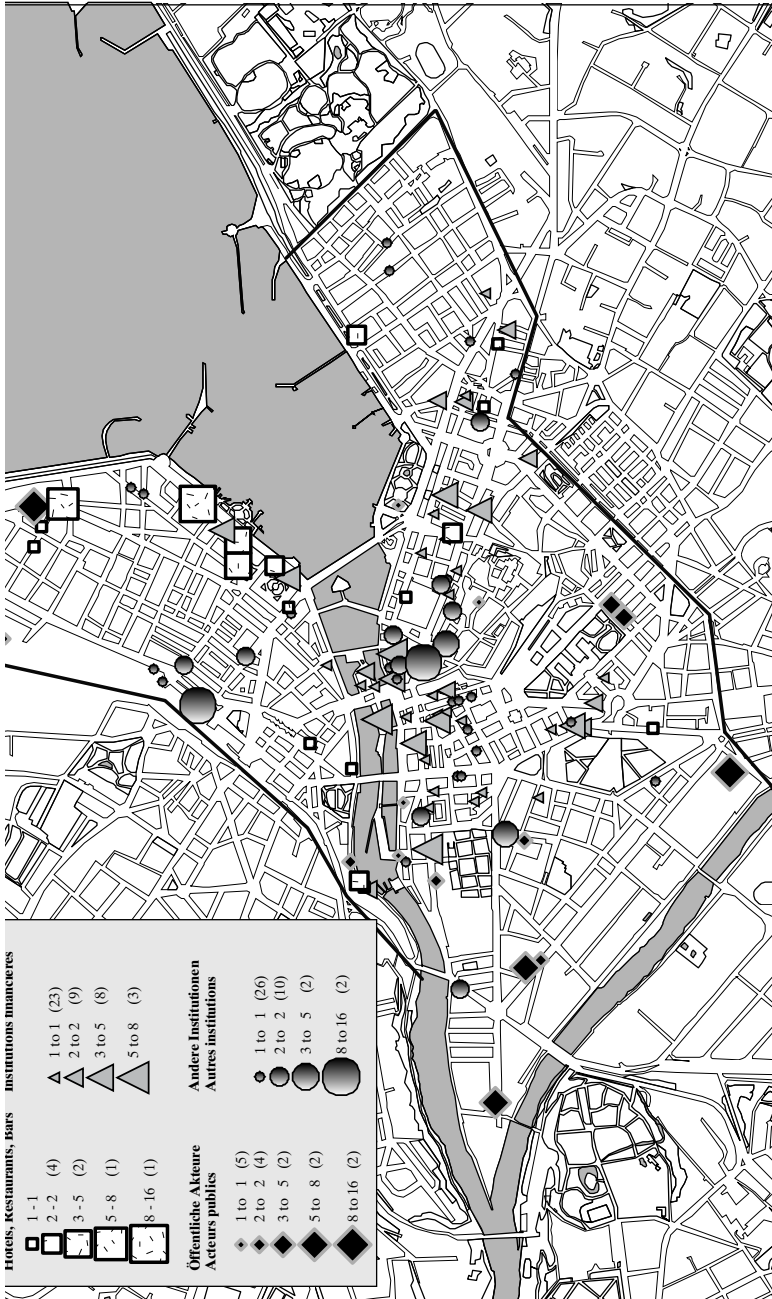 Hotels, Restaurants, Bars
1 - 1
2 - 2 (4)
3 - 5 (2)
5 - 8 (1)
8 - 16 (1)
Institutions financieres
1 to 1 (23)
2 to 2 (9)
3 to 5 (8)
5 to 8 (3)
Öffentliche Akteure
Acteurs publics
1 to 1 (5)
2 to 2 (4)
3 to 5 (2)
5 to 8 (2)
8 to 16 (2)
Andere Institutionen
Autres institutions
1 to 1 (26)
2 to 2 (10)
3 to 5 (2)
8 to 16 (2)